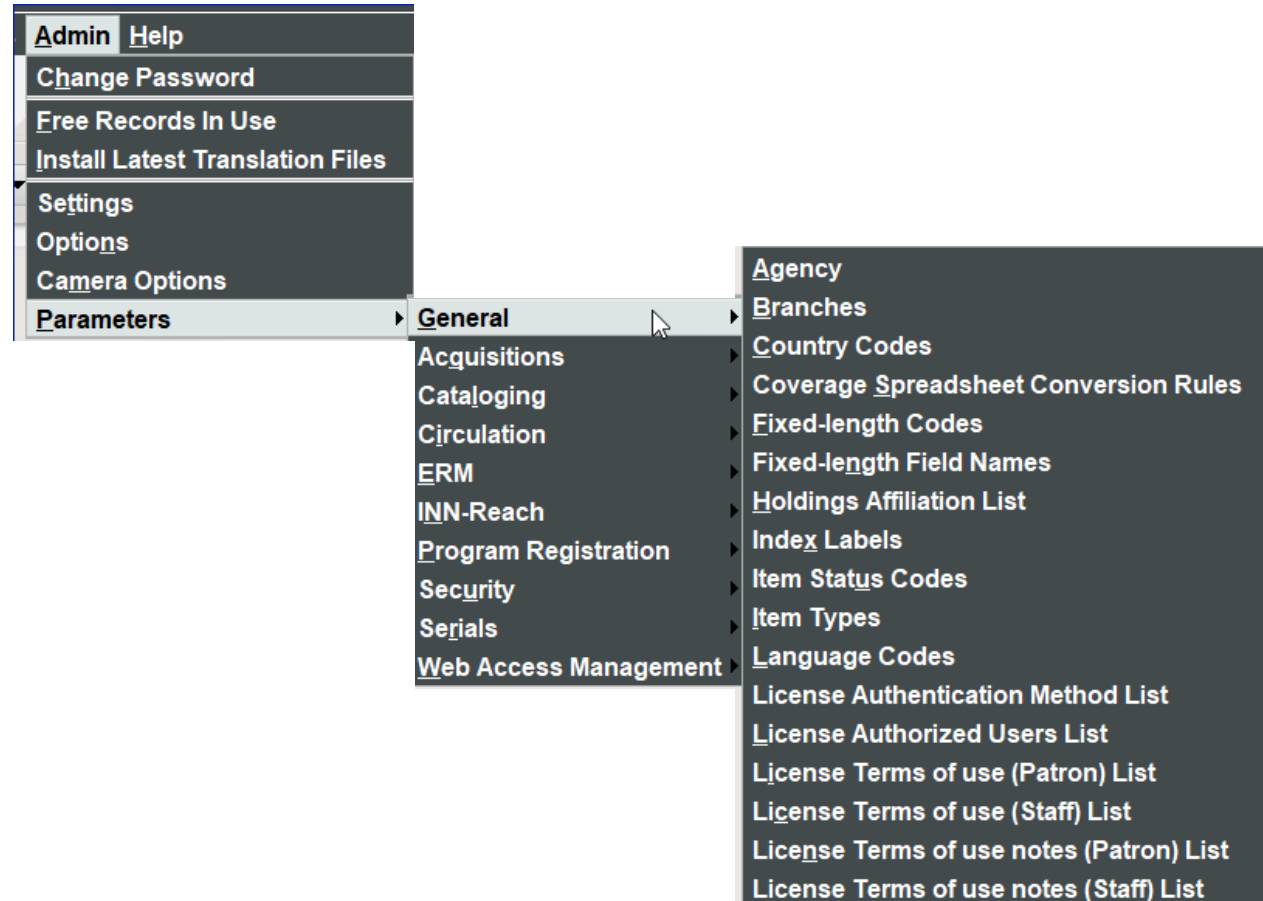 Admin Help
Change Password
Free Records In Use
Install Latest Translation Files
Settings
Options
Camera Options
Parameters
General
Acquisitions
Cataloging
Circulation
ERM
INN-Reach
Program Registration
Security
Serials
Web Access Management
Agency
Branches
Country Codes
Coverage Spreadsheet Conversion Rules
Fixed-length Codes
Fixed-length Field Names
Holdings Affiliation List
Index Labels
Item Status Codes
Item Types
Language Codes
License Authentication Method List
License Authorized Users List
License Terms of use (Patron) List
License Terms of use (Staff) List
License Terms of use notes (Patron) List
License Terms of use notes (Staff) List